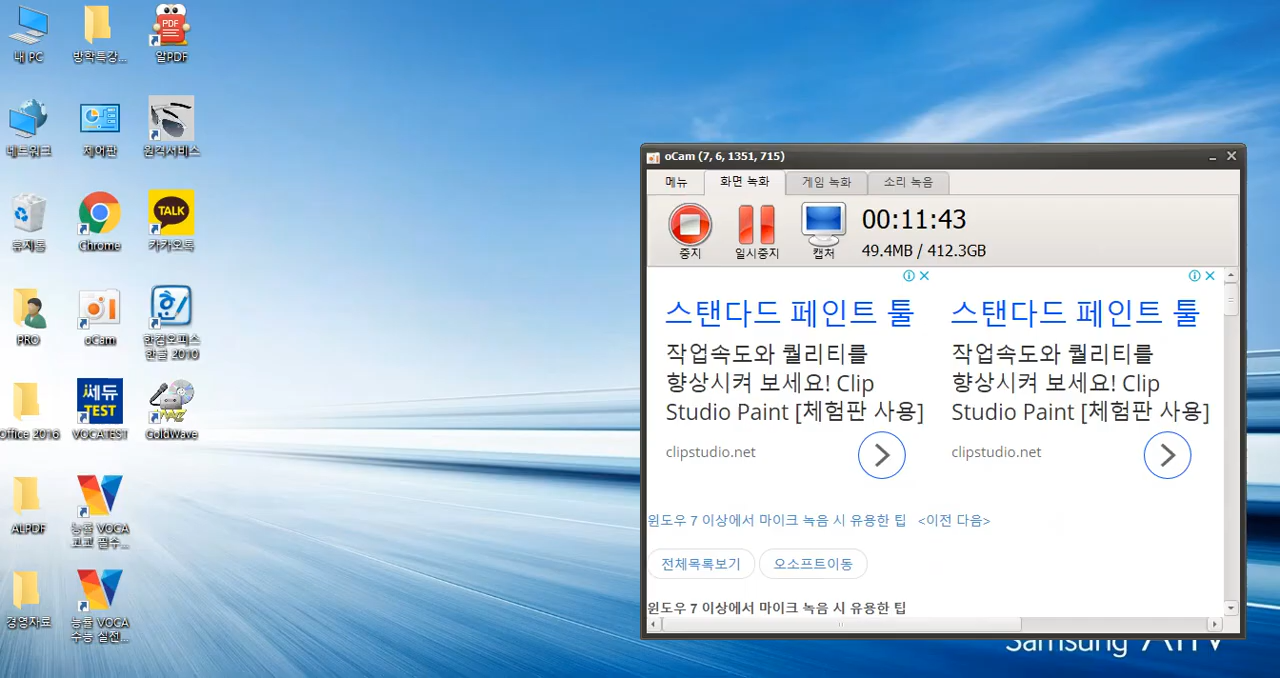 내 PC
방학특강...
PDF
알PDF
네트워크
제어판
원격서비스
휴지통
Chrome
TALK
카카오톡
PRO
oCam
한컴오피스
한글 2010
Office 2016
쎄듀
TEST
VOCATEST
WAVE
GoldWave
ALPDF
능률 VOCA
고교 필수...
경영자료
능률 VOCA
수능 실전...
oCam (7, 6, 1351, 715)
메뉴
화면 녹화
게임 녹화
소리 녹음
중지
일시중지
캡처
00:11:43
49.4MB / 412.3GB
스탠다드 페인트 툴
작업속도와 퀄리티를
향상시켜 보세요! Clip
Studio Paint [체험판 사용]
clipstudio.net
스탠다드 페인트 툴
작업속도와 퀄리티를
향상시켜 보세요! Clip
Studio Paint [체험판 사용]
clipstudio.net
윈도우 7 이상에서 마이크 녹음 시 유용한 팁 <이전 다음>
전체목록보기
오소프트이동
윈도우 7 이상에서 마이크 녹음 시 유용한 팁
Samsung ATIV